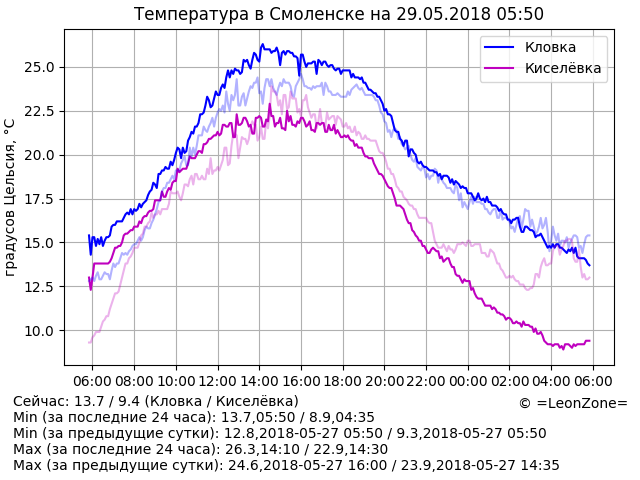 Температура в Смоленске на 29.05.2018 05:50
Кловка
Киселёвка
градусов Цельсия, °C
25.0
22.5
20.0
17.5
15.0
12.5
10.0
06:00 08:00 10:00 12:00 14:00 16:00 18:00 20:00 22:00 00:00 02:00 04:00 06:00
Сейчас: 13.7 / 9.4 (Кловка / Киселёвка)
© =LeonZone=
Min (за последние 24 часа): 13.7,05:50 / 8.9,04:35
Min (за предыдущие сутки): 12.8,2018-05-27 05:50 / 9.3,2018-05-27 05:50
Max (за последние 24 часа): 26.3,14:10 / 22.9,14:30
Max (за предыдущие сутки): 24.6,2018-05-27 16:00 / 23.9,2018-05-27 14:35